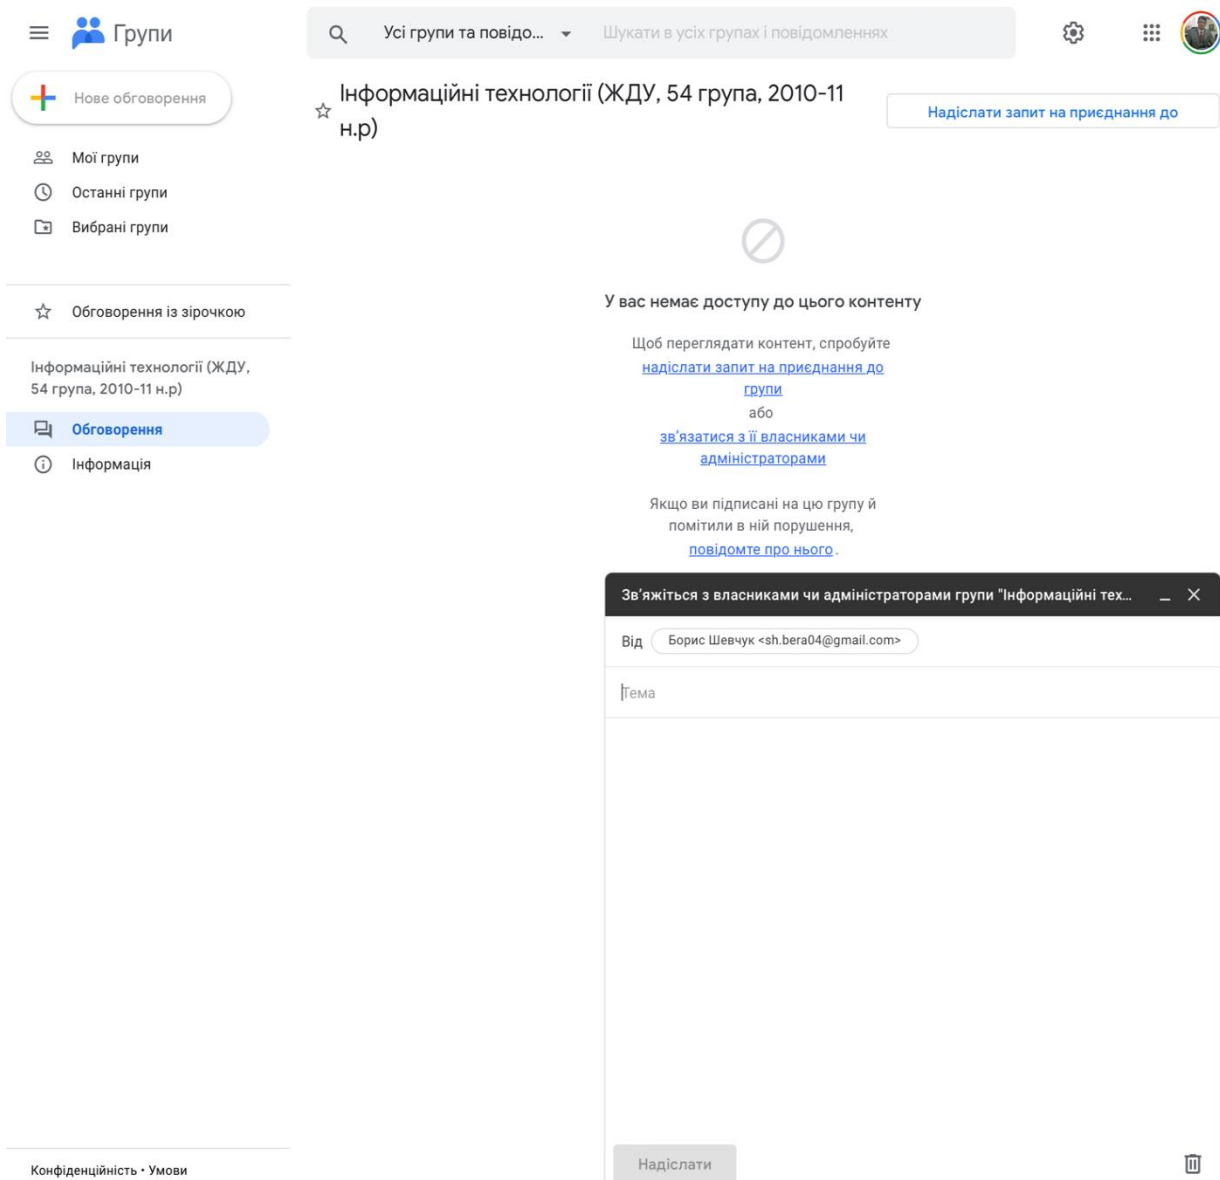 Групи
Усі групи та повідо...
Шукати в усіх групах і повідомленнях
Нове обговорення
Мої групи
Останні групи
Вибрані групи
Обговорення із зірочкою
Інформаційні технології (ЖДУ,
54 група, 2010-11 н.р)
Обговорення
Інформація
Конфіденційність • Умови
Інформаційні технології (ЖДУ, 54 група, 2010-11
н.р)
Надіслати запит на приєднання до
У вас немає доступу до цього контенту
Щоб переглядати контент, спробуйте
надіслати запит на приєднання до
групи
або
зв’язатися з її власниками чи
адміністраторами
Якщо ви підписані на цю групу й
помітили в ній порушення,
повідомте про нього.
Зв’яжіться з власниками чи адміністраторами групи "Інформаційні тех...
Від Борис Шевчук <sh.bera04@gmail.com>
Тема
Надіслати